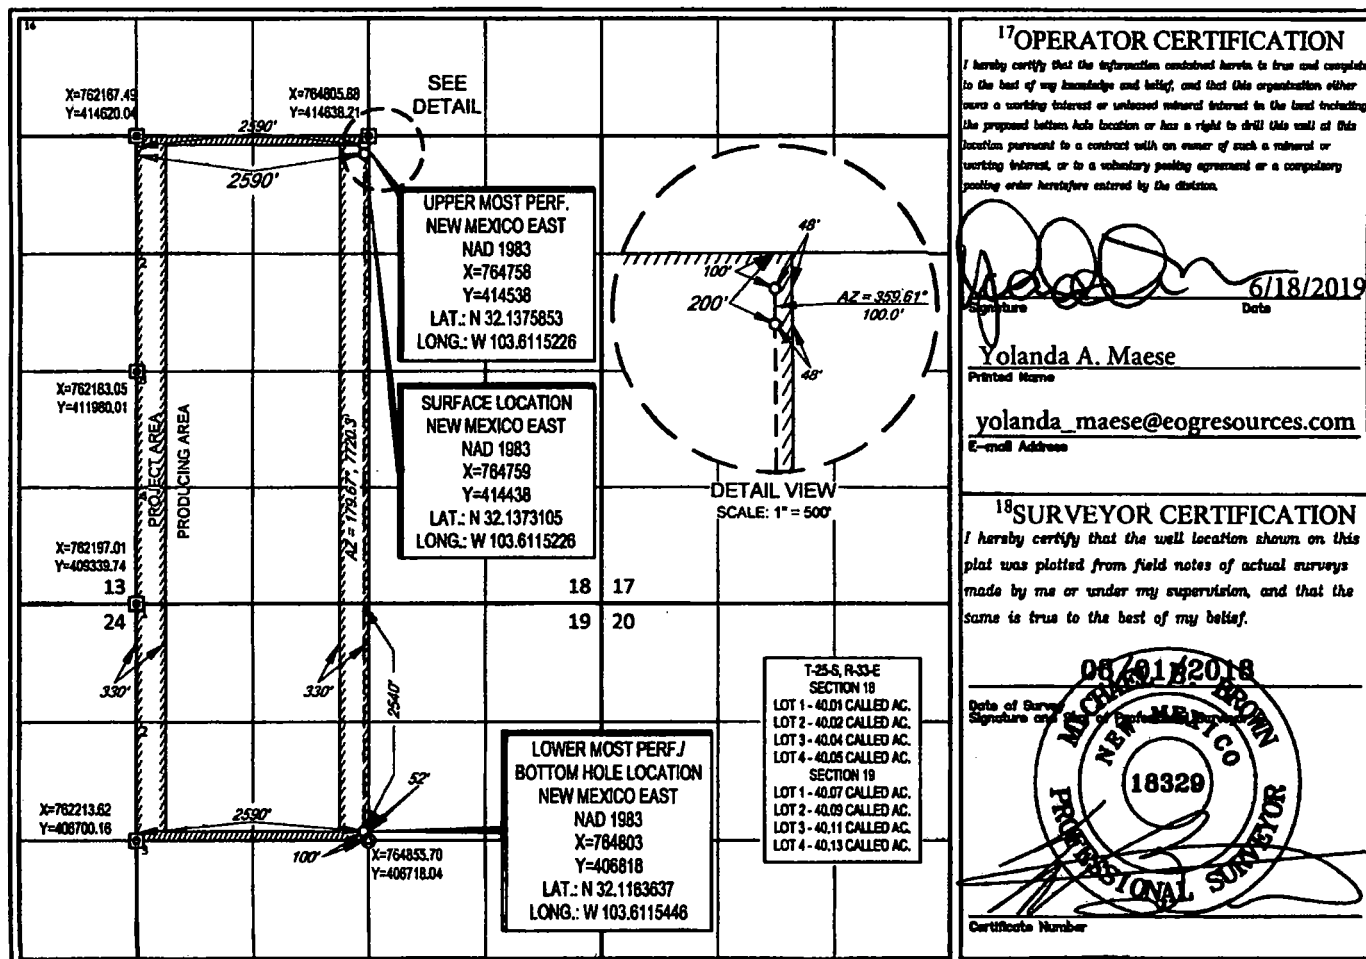 16
X=762167.49
Y=414620.04
X=764805.68
Y=414638.21
SEE
DETAIL
2590'
2590'
UPPER MOST PERF.
NEW MEXICO EAST
NAD 1983
X=764758
Y=414538
LAT.: N 32.1375853
LONG.: W 103.6115226
SURFACE LOCATION
NEW MEXICO EAST
NAD 1983
X=764759
Y=414438
LAT.: N 32.1373105
LONG.: W 103.6115226
48'
100'
200'
AZ = 359.61°
100.0'
48'
DETAIL VIEW
SCALE: 1" = 500'
X=762183.05
Y=411980.01
PROJECT AREA
PRODUCING AREA
AZ = 179.67°, 7720.3'
X=762197.01
Y=409339.74
13
24
18 17
19 20
330'
330'
2540'
T-25-S, R-33-E
SECTION 18
LOT 1 - 40.01 CALLED AC.
LOT 2 - 40.02 CALLED AC.
LOT 3 - 40.04 CALLED AC.
LOT 4 - 40.05 CALLED AC.
SECTION 19
LOT 1 - 40.07 CALLED AC.
LOT 2 - 40.09 CALLED AC.
LOT 3 - 40.11 CALLED AC.
LOT 4 - 40.13 CALLED AC.
LOWER MOST PERF./
BOTTOM HOLE LOCATION
NEW MEXICO EAST
NAD 1983
X=764803
Y=406818
LAT.: N 32.1163637
LONG.: W 103.6115446
52'
X=762213.62
Y=406700.16
2590'
100'
X=764853.70
Y=406718.04
17 OPERATOR CERTIFICATION
I hereby certify that the information contained herein is true and complete
to the best of my knowledge and belief, and that this organization either
owns a working interest or unleased mineral interest in the land including
the proposed bottom hole location or has a right to drill this well at this
location pursuant to a contract with an owner of such a mineral or
working interest, or to a voluntary pooling agreement or a compulsory
pooling order heretofore entered by the division.
6/18/2019
Signature Date
Yolanda A. Maese
Printed Name
yolanda_maese@eogresources.com
E-mail Address
18 SURVEYOR CERTIFICATION
I hereby certify that the well location shown on this
plat was plotted from field notes of actual surveys
made by me or under my supervision, and that the
same is true to the best of my belief.
Date of Survey
Signature and Seal of Professional Surveyor
MICHAEL B. BROWN
NEW MEXICO
18329
PROFESSIONAL SURVEYOR
Certificate Number